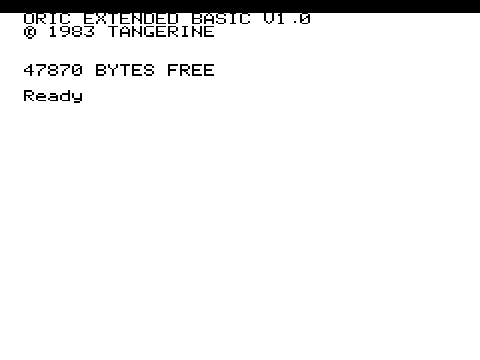 ORIC EXTENDED BASIC V1.0
© 1983 TANGERINE
47870 BYTES FREE
Ready